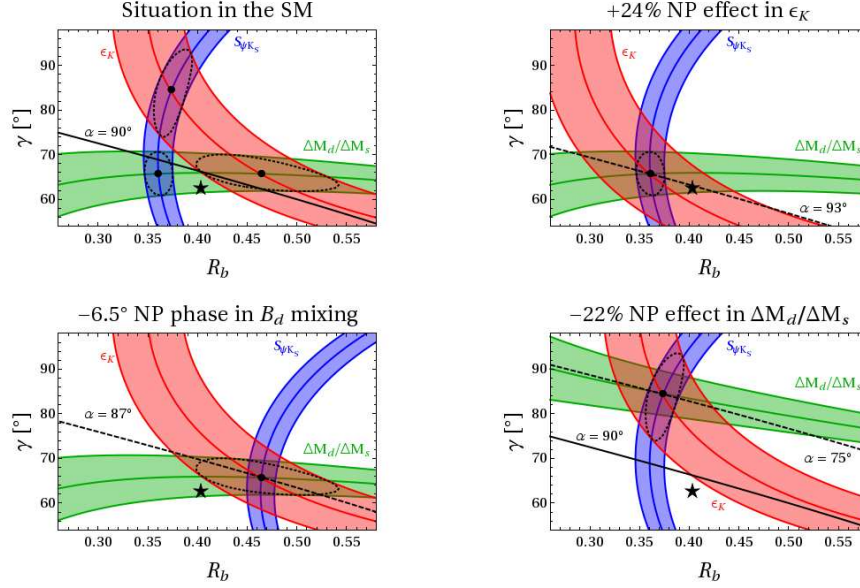 Situation in the SM
γ [°]
90
80
70
60
ϵ_K
S_ψK_S
α = 90°
ΔM_d/ΔM_s
0.30 0.35 0.40 0.45 0.50 0.55
R_b
+24% NP effect in ϵ_K
γ [°]
90
80
70
60
ϵ_K
S_ψK_S
ΔM_d/ΔM_s
α = 93°
0.30 0.35 0.40 0.45 0.50 0.55
R_b
−6.5° NP phase in B_d mixing
γ [°]
90
80
70
60
ϵ_K
S_ψK_S
α = 87°
ΔM_d/ΔM_s
0.30 0.35 0.40 0.45 0.50 0.55
R_b
−22% NP effect in ΔM_d/ΔM_s
γ [°]
90
80
70
60
S_ψK_S
ΔM_d/ΔM_s
α = 90°
α = 75°
ϵ_K
0.30 0.35 0.40 0.45 0.50 0.55
R_b